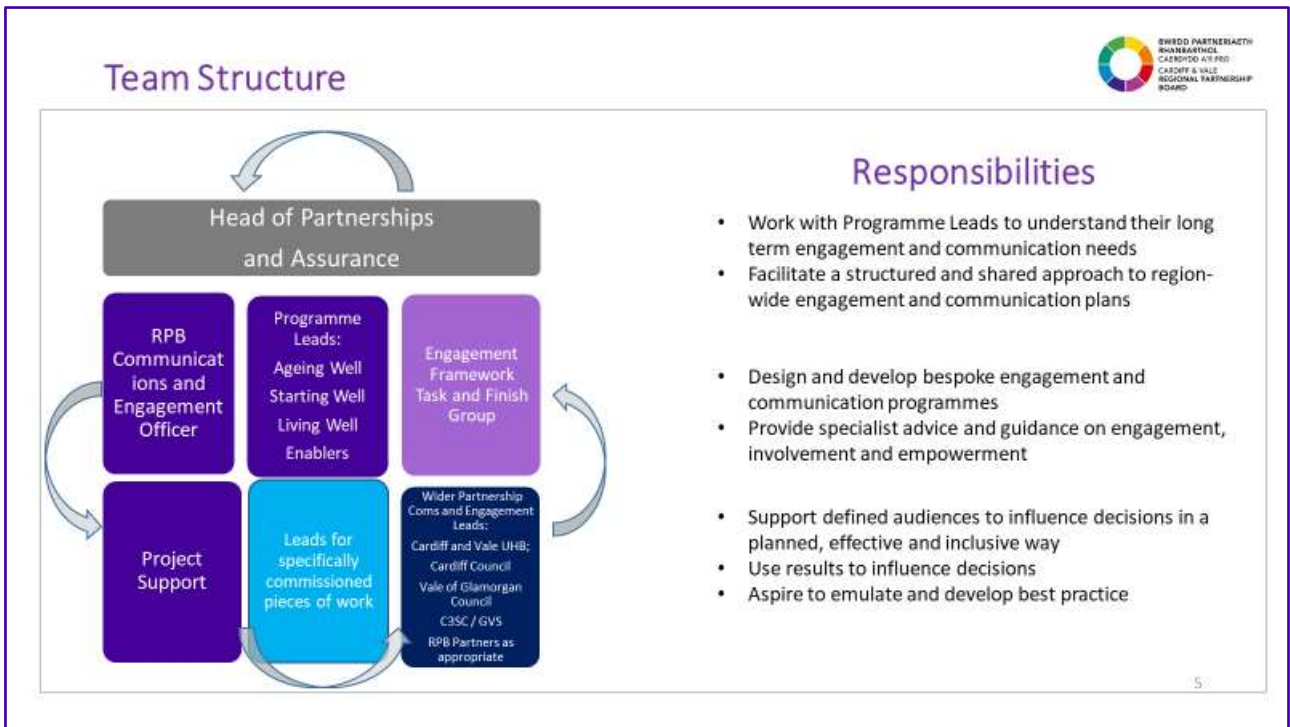 Team Structure
BWRDD PARTNERIAETH
RHANBARTHOL
CAERDYDD A'R FRO
CARDIFF & VALE
REGIONAL PARTNERSHIP
BOARD
Head of Partnerships
and Assurance
RPB
Communicat
ions and
Engagement
Officer
Programme
Leads:
Ageing Well
Starting Well
Living Well
Enablers
Engagement
Framework
Task and Finish
Group
Project
Support
Leads for
specifically
commissioned
pieces of work
Wider Partnership
Coms and Engagement
Leads:
Cardiff and Vale UHB;
Cardiff Council
Vale of Glamorgan
Council
C3SC / GVS
RPB Partners as
appropriate
Responsibilities
• Work with Programme Leads to understand their long
term engagement and communication needs
• Facilitate a structured and shared approach to region-
wide engagement and communication plans
• Design and develop bespoke engagement and
communication programmes
• Provide specialist advice and guidance on engagement,
involvement and empowerment
• Support defined audiences to influence decisions in a
planned, effective and inclusive way
• Use results to influence decisions
• Aspire to emulate and develop best practice
5